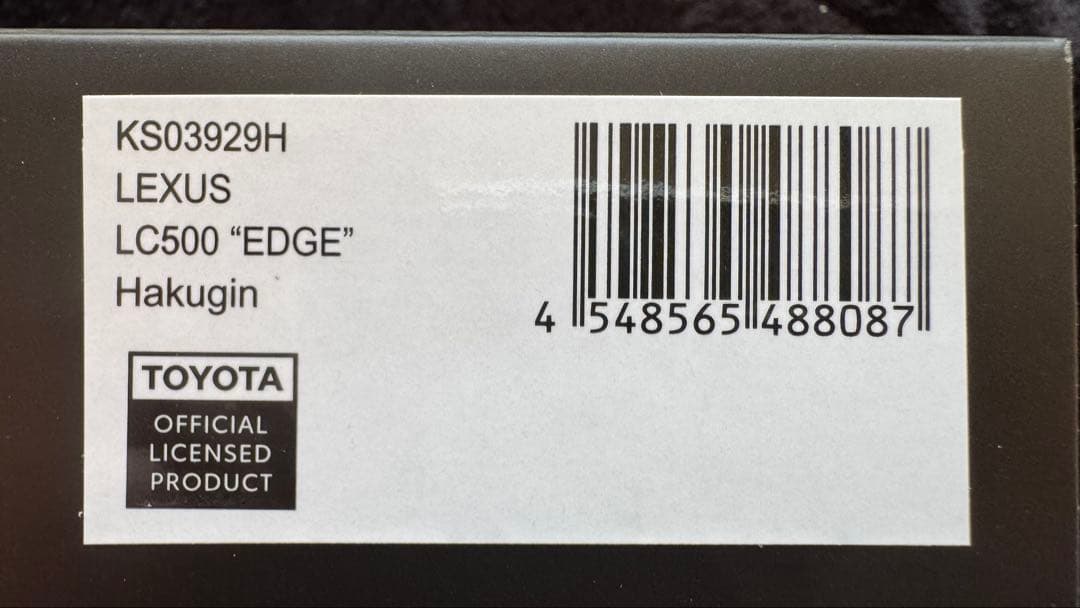 KS03929H
LEXUS
LC500 “EDGE”
Hakugin
4 548565 488087
TOYOTA
OFFICIAL
LICENSED
PRODUCT